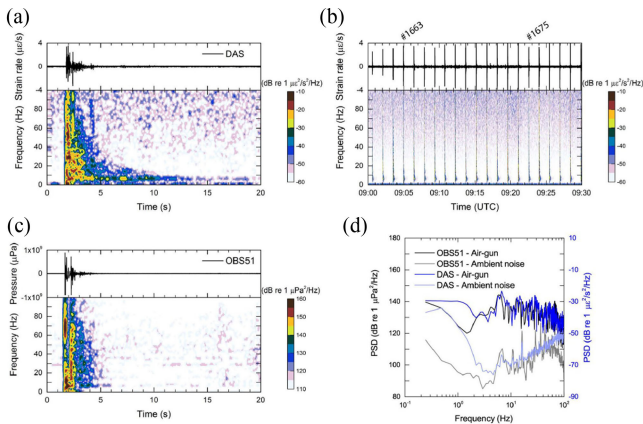 (a)
DAS
Strain rate (με/s)
4
0
-4
(dB re 1 με²/s²/Hz)
-10
-20
-30
-40
-50
-60
Frequency (Hz)
80
60
40
20
0
0 5 10 15 20
Time (s)
(b)
#1663
#1675
Strain rate (με/s)
4
0
-4
(dB re 1 με²/s²/Hz)
-10
-20
-30
-40
-50
-60
Frequency (Hz)
80
60
40
20
0
09:00 09:05 09:10 09:15 09:20 09:25 09:30
Time (UTC)
(c)
OBS51
Pressure (μPa)
0
(dB re 1 μPa²/Hz)
160
150
140
130
120
110
Frequency (Hz)
80
60
40
20
0
0 5 10 15 20
Time (s)
(d)
OBS51 - Air-gun
OBS51 - Ambient noise
DAS - Air-gun
DAS - Ambient noise
PSD (dB re 1 μPa²/Hz)
180
160
140
120
100
80
PSD (dB re 1 με²/s²/Hz)
10
-10
-30
-50
-70
-90
10⁻¹ 10⁰ 10¹ 10²
Frequency (Hz)